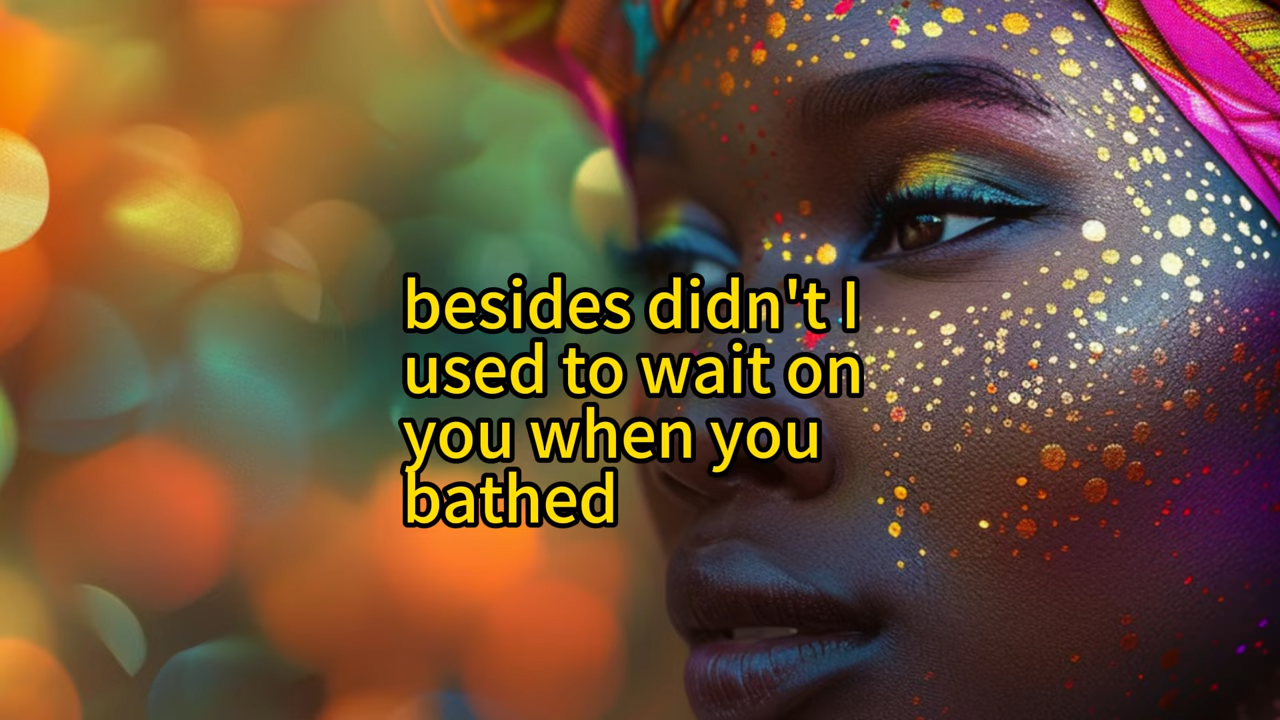 besides didn't I
used to wait on
you when you
bathed